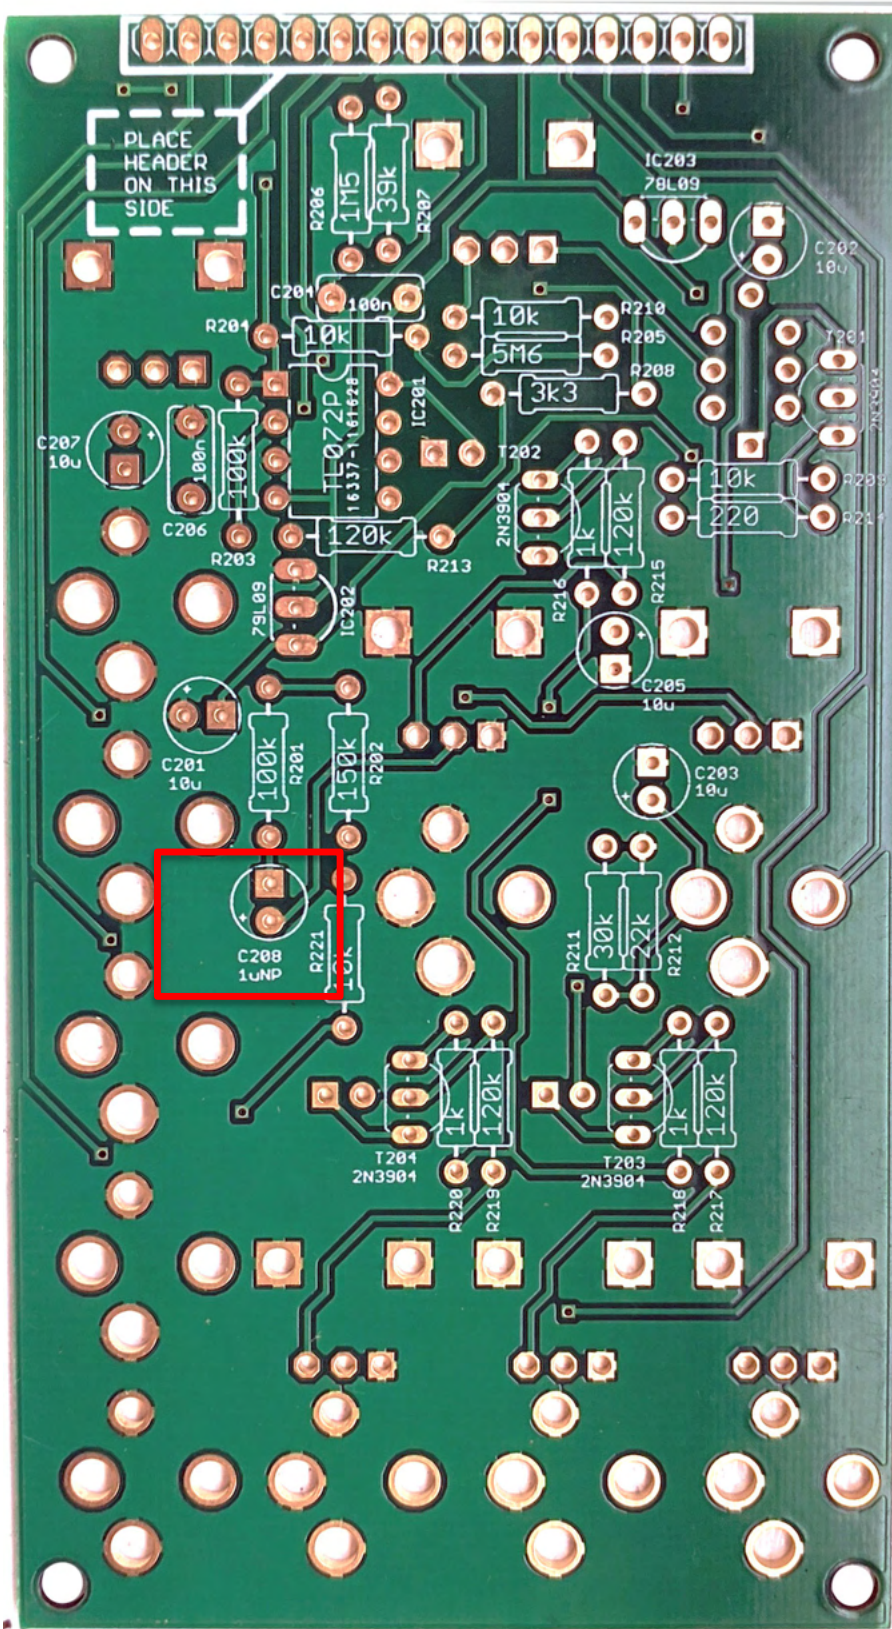 PLACE
HEADER
ON THIS
SIDE
R206
1M5
39k
R207
IC203
78L09
C202
10u
C204
100n
R204
10k
10k
R210
5M6
R205
3k3
R208
T201
2N3904
C207
10u
100n
C206
100k
R203
TL072P
16337-1161628
IC201
T202
2N3904
120k
R213
79L09
IC202
1k
120k
R216
R215
10k
R209
220
C205
10u
C201
10u
100k
R201
150k
R202
C203
10u
C208
1uNP
R221
10k
R211
30k
22k
R212
1k
120k
T204
2N3904
R220
R219
1k
120k
T203
2N3904
R218
R217